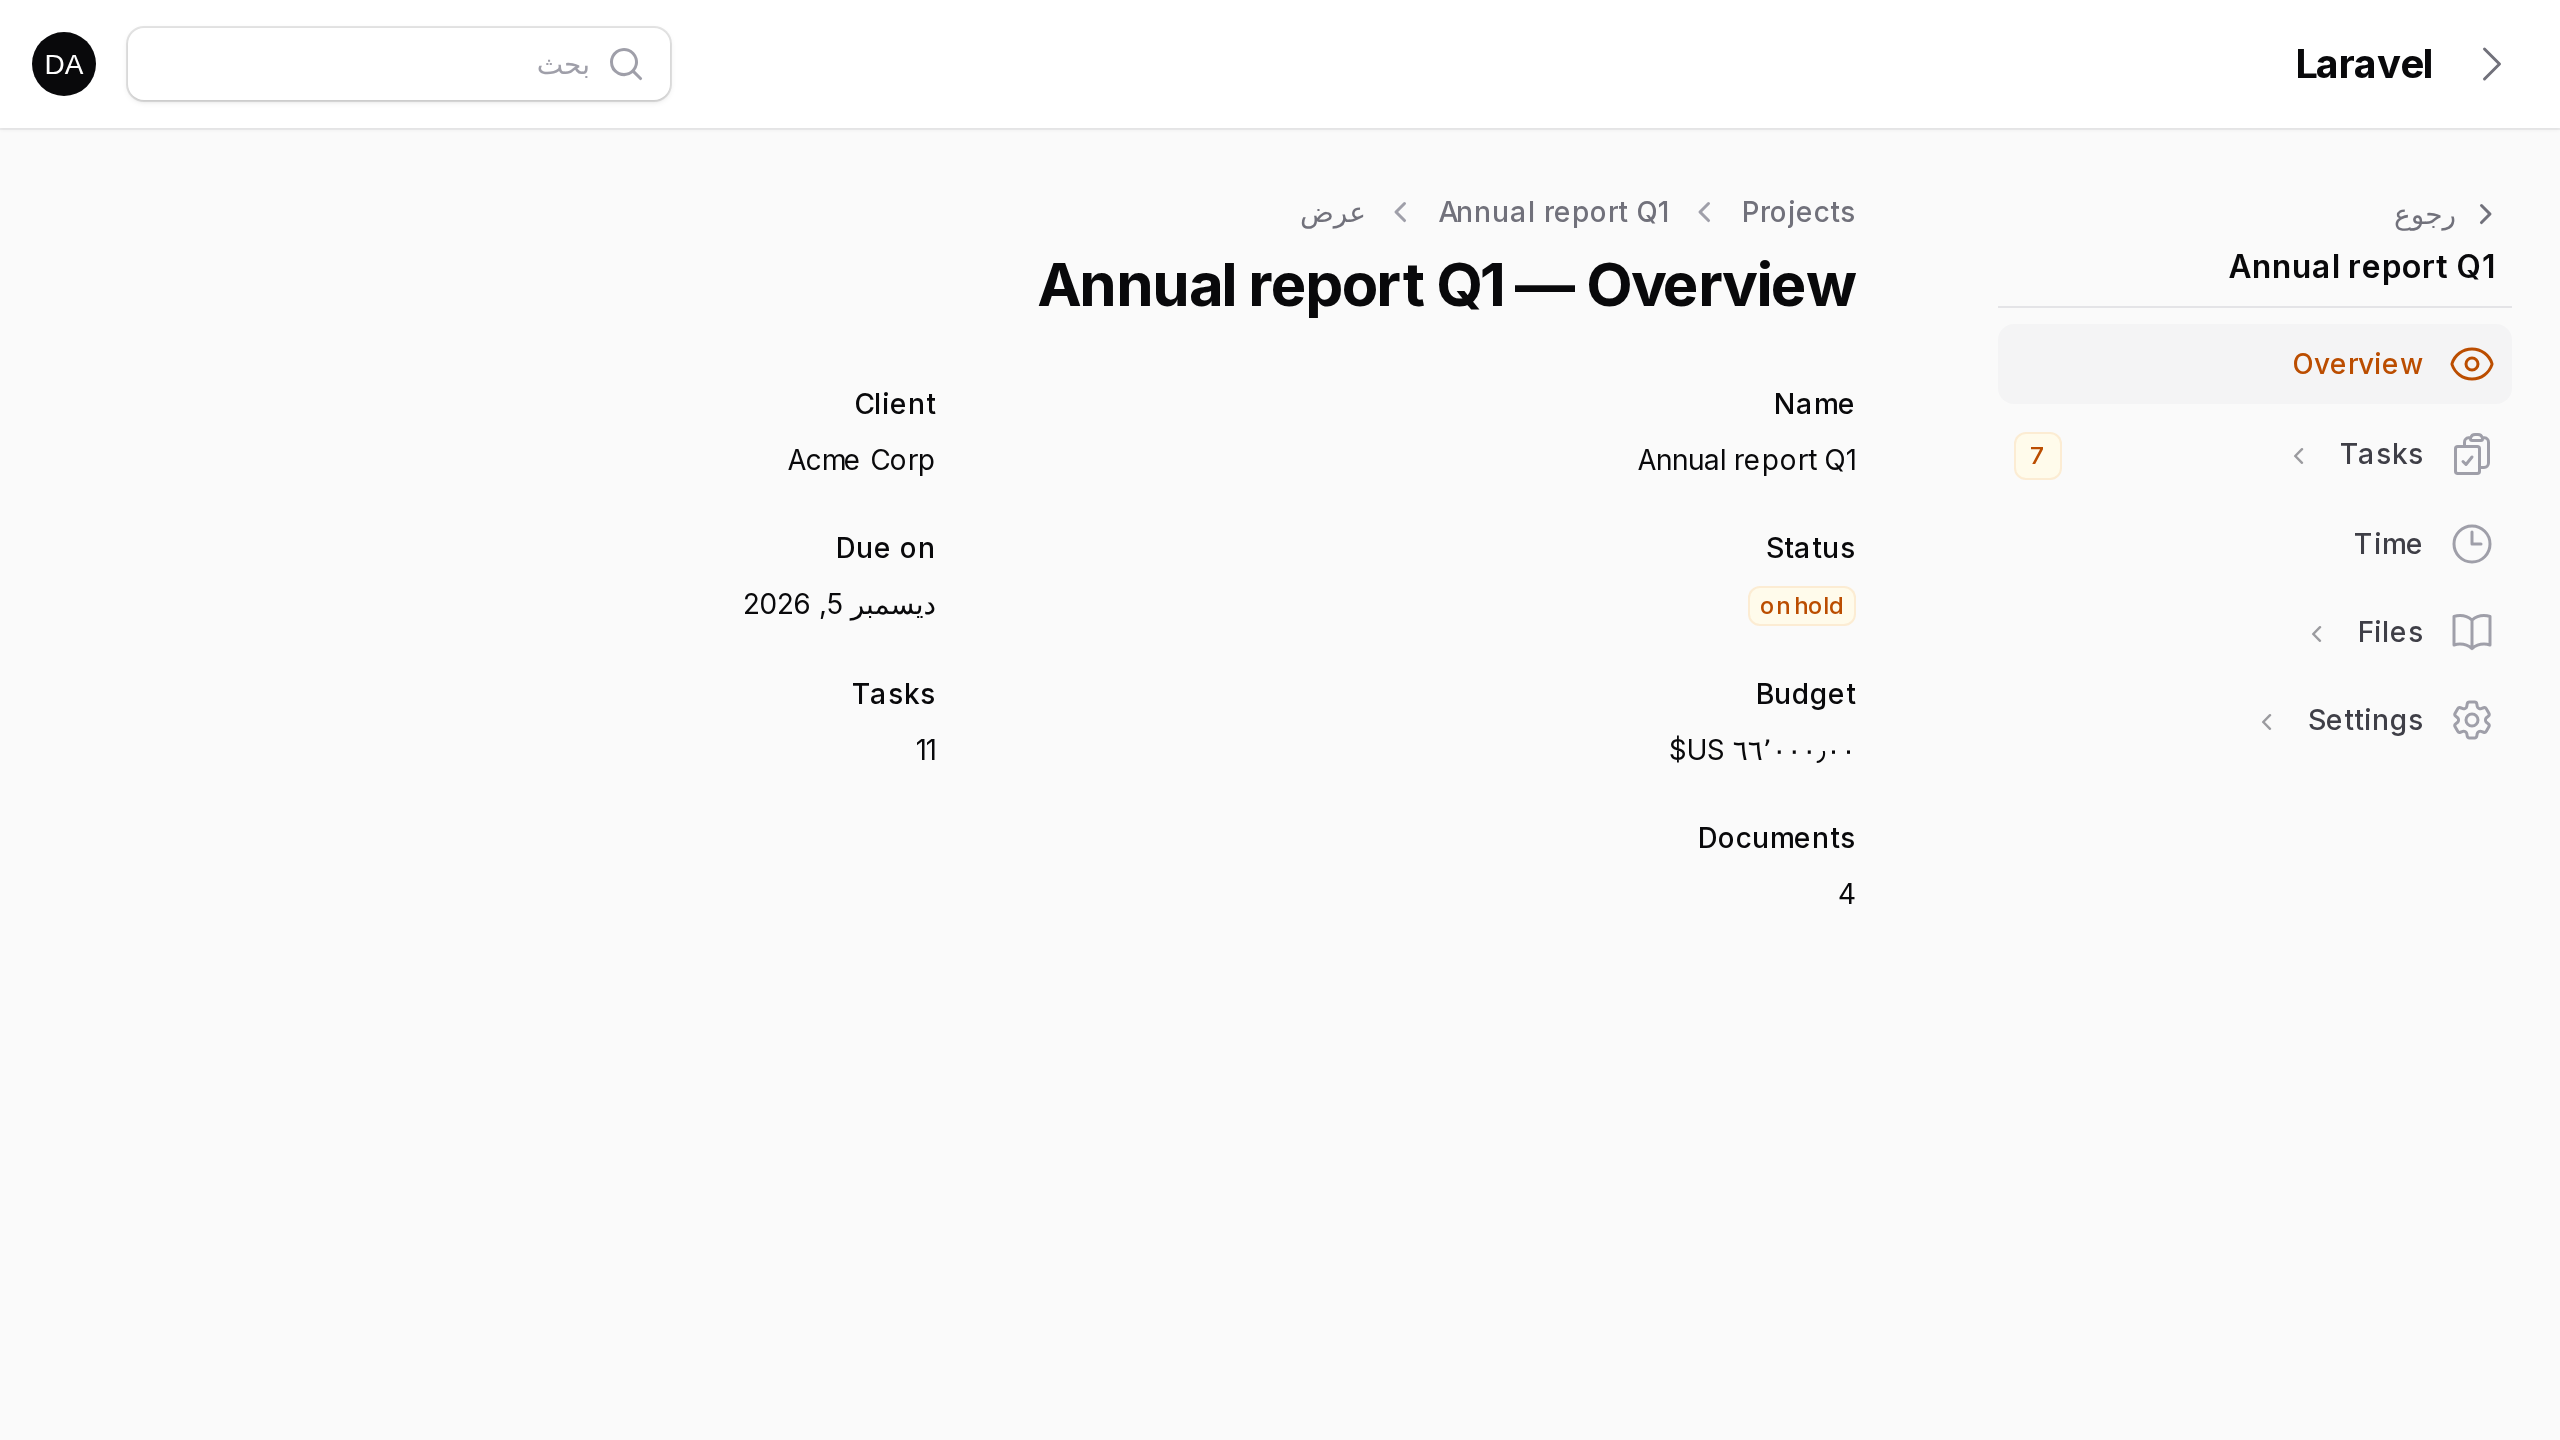 Laravel
بحث
DA
رجوع
Annual report Q1
Overview
Tasks
7
Time
Files
Settings
Projects
Annual report Q1
عرض
Annual report Q1 — Overview
Name
Annual report Q1
Client
Acme Corp
Status
on hold
Due on
ديسمبر 5, 2026
Budget
٦٦٬٠٠٠٫٠٠ US$
Tasks
11
Documents
4